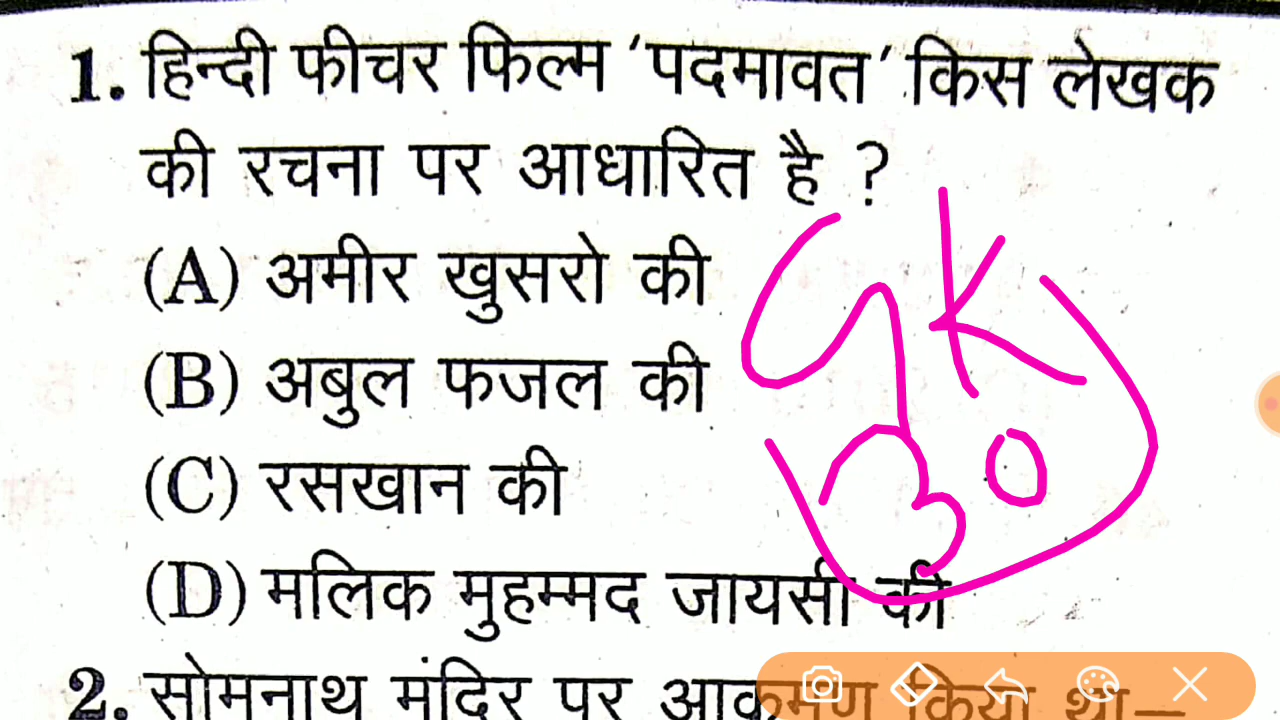 1. हिन्दी फीचर फिल्म 'पदमावत' किस लेखक
की रचना पर आधारित है ?
(A) अमीर खुसरो की
(B) अबुल फजल की
(C) रसखान की
(D) मलिक मुहम्मद जायसी की
GK
30
2. सोमनाथ मंदिर पर आक्रमण किया था—